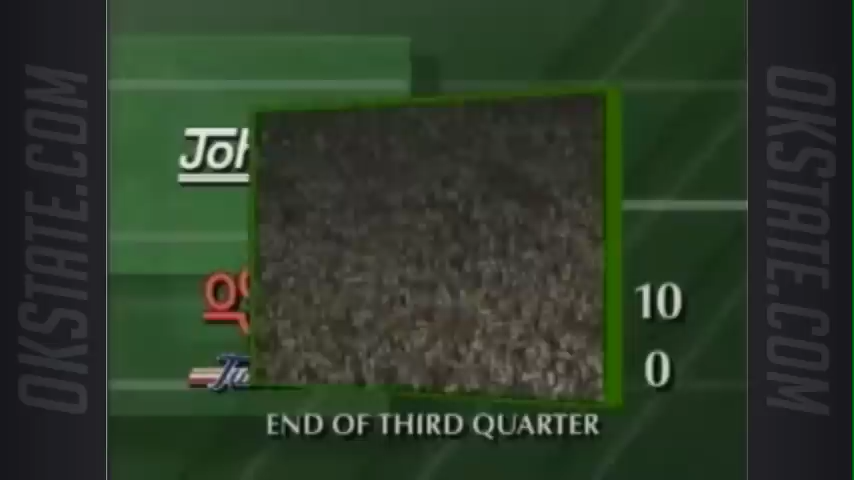 OKSTATE.COM
Joh
10
0
END OF THIRD QUARTER
OKSTATE.COM